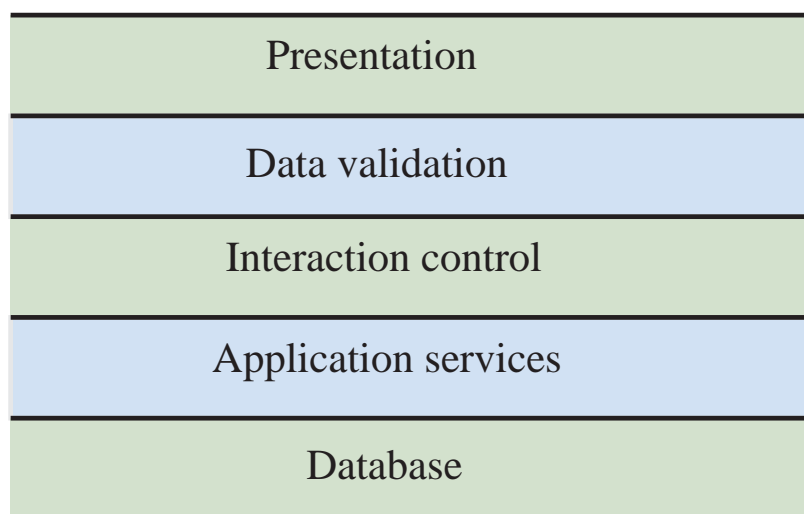 Presentation
Data validation
Interaction control
Application services
Database